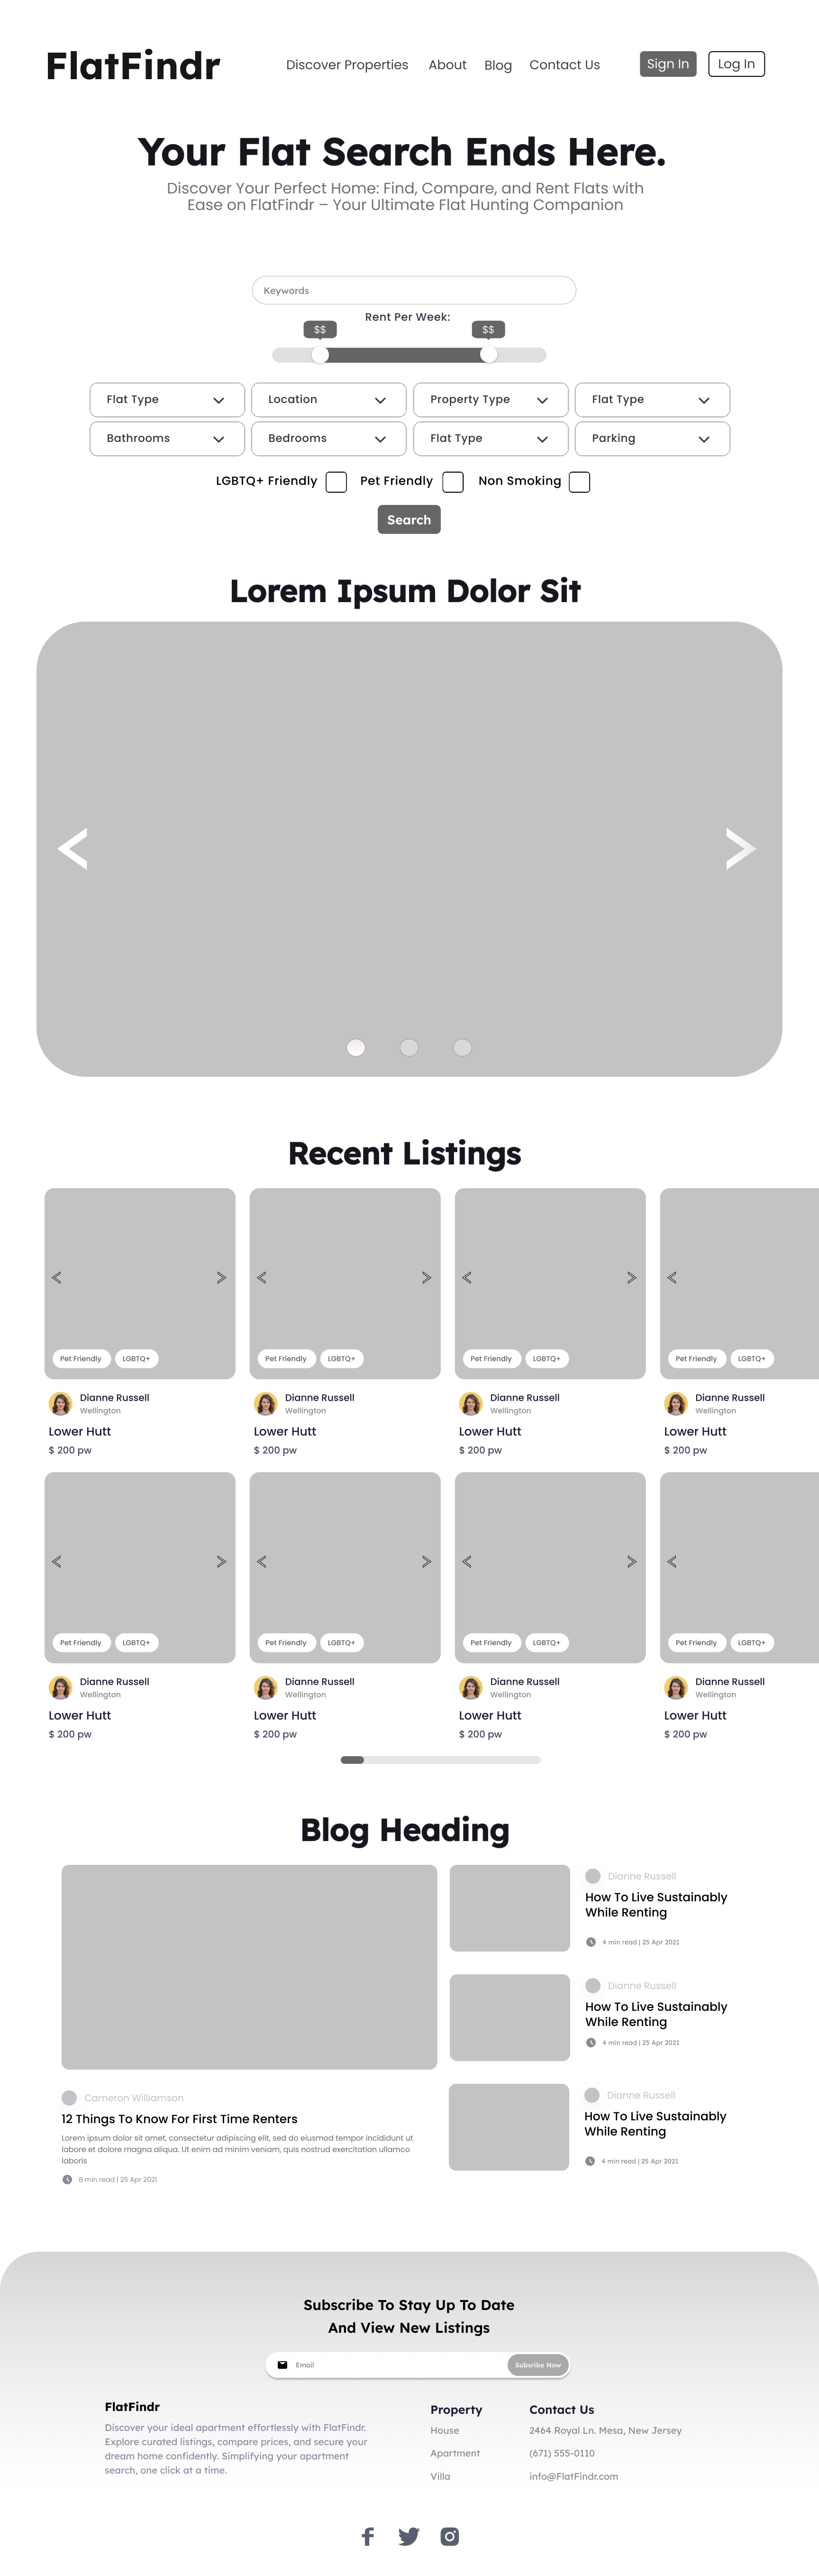 FlatFindr
Discover Properties About Blog Contact Us Sign In Log In
Your Flat Search Ends Here.
Discover Your Perfect Home: Find, Compare, and Rent Flats with
Ease on FlatFindr – Your Ultimate Flat Hunting Companion
Keywords
Rent Per Week:
$$ $$
Flat Type Location Property Type Flat Type
Bathrooms Bedrooms Flat Type Parking
LGBTQ+ Friendly Pet Friendly Non Smoking
Search
Lorem Ipsum Dolor Sit
Recent Listings
Pet Friendly LGBTQ+ Pet Friendly LGBTQ+ Pet Friendly LGBTQ+ Pet Friendly LGBTQ+
Dianne Russell Dianne Russell Dianne Russell Dianne Russell
Wellington Wellington Wellington Wellington
Lower Hutt Lower Hutt Lower Hutt Lower Hutt
$ 200 pw $ 200 pw $ 200 pw $ 200 pw
Pet Friendly LGBTQ+ Pet Friendly LGBTQ+ Pet Friendly LGBTQ+ Pet Friendly LGBTQ+
Dianne Russell Dianne Russell Dianne Russell Dianne Russell
Wellington Wellington Wellington Wellington
Lower Hutt Lower Hutt Lower Hutt Lower Hutt
$ 200 pw $ 200 pw $ 200 pw $ 200 pw
Blog Heading
Cameron Williamson
12 Things To Know For First Time Renters
Lorem ipsum dolor sit amet, consectetur adipiscing elit, sed do eiusmod tempor incididunt ut
labore et dolore magna aliqua. Ut enim ad minim veniam, quis nostrud exercitation ullamco
laboris
8 min read | 25 Apr 2021
Dianne Russell
How To Live Sustainably
While Renting
4 min read | 25 Apr 2021
Dianne Russell
How To Live Sustainably
While Renting
4 min read | 25 Apr 2021
Dianne Russell
How To Live Sustainably
While Renting
4 min read | 25 Apr 2021
Subscribe To Stay Up To Date
And View New Listings
Email Subsribe Now
FlatFindr
Discover your ideal apartment effortlessly with FlatFindr.
Explore curated listings, compare prices, and secure your
dream home confidently. Simplifying your apartment
search, one click at a time.
Property
House
Apartment
Villa
Contact Us
2464 Royal Ln. Mesa, New Jersey
(671) 555-0110
info@FlatFindr.com